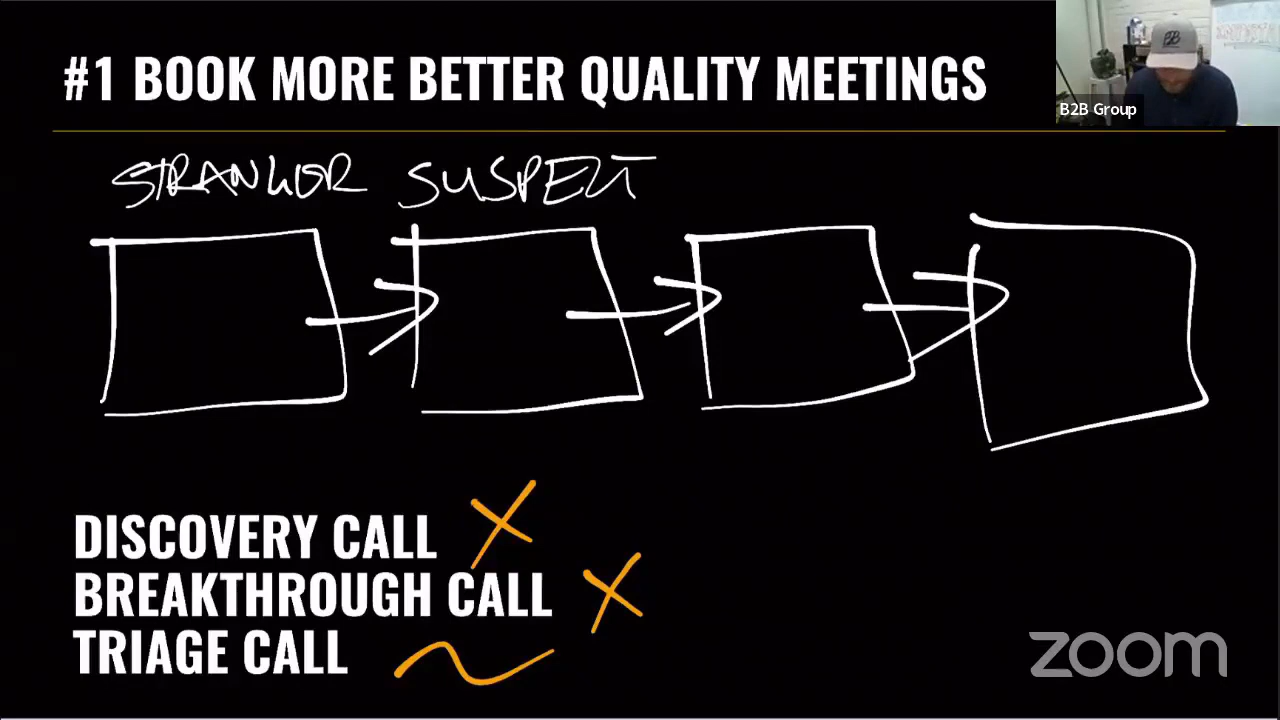 #1 BOOK MORE BETTER QUALITY MEETINGS
B2B Group
STRANGER SUSPECT
DISCOVERY CALL
BREAKTHROUGH CALL
TRIAGE CALL
zoom